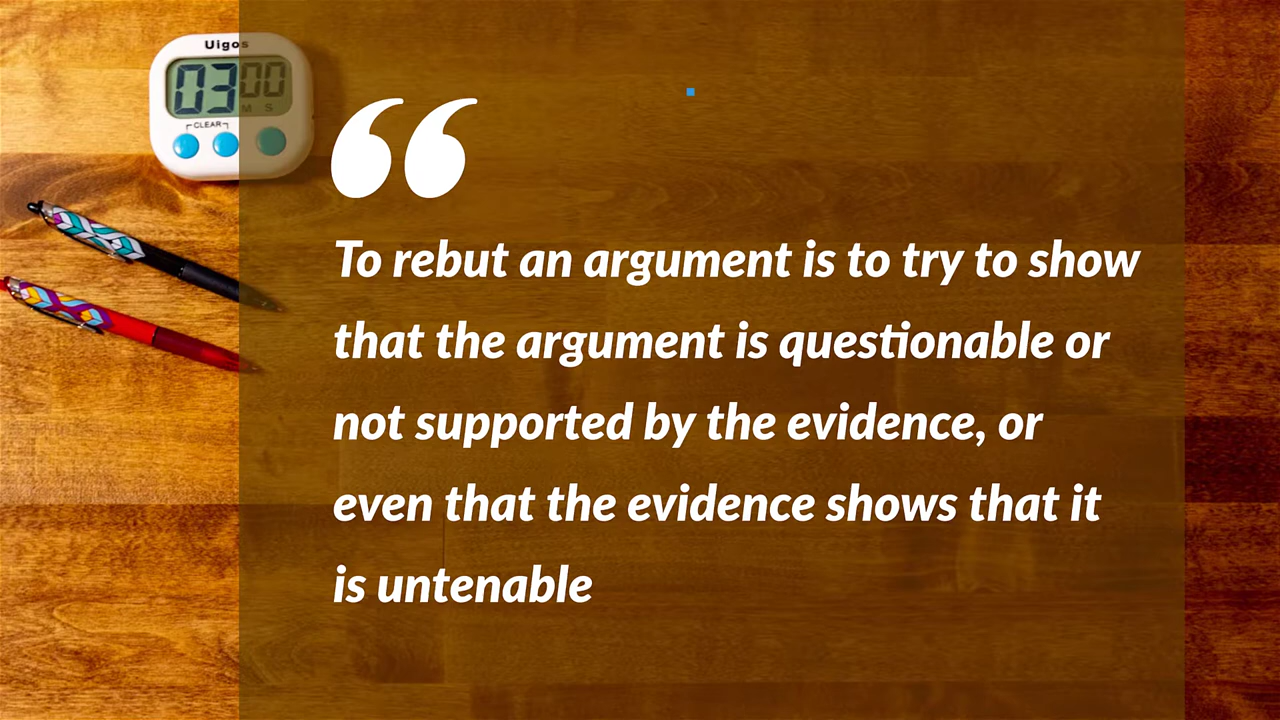 Uigos
03 00
M S
CLEAR
“
To rebut an argument is to try to show
that the argument is questionable or
not supported by the evidence, or
even that the evidence shows that it
is untenable